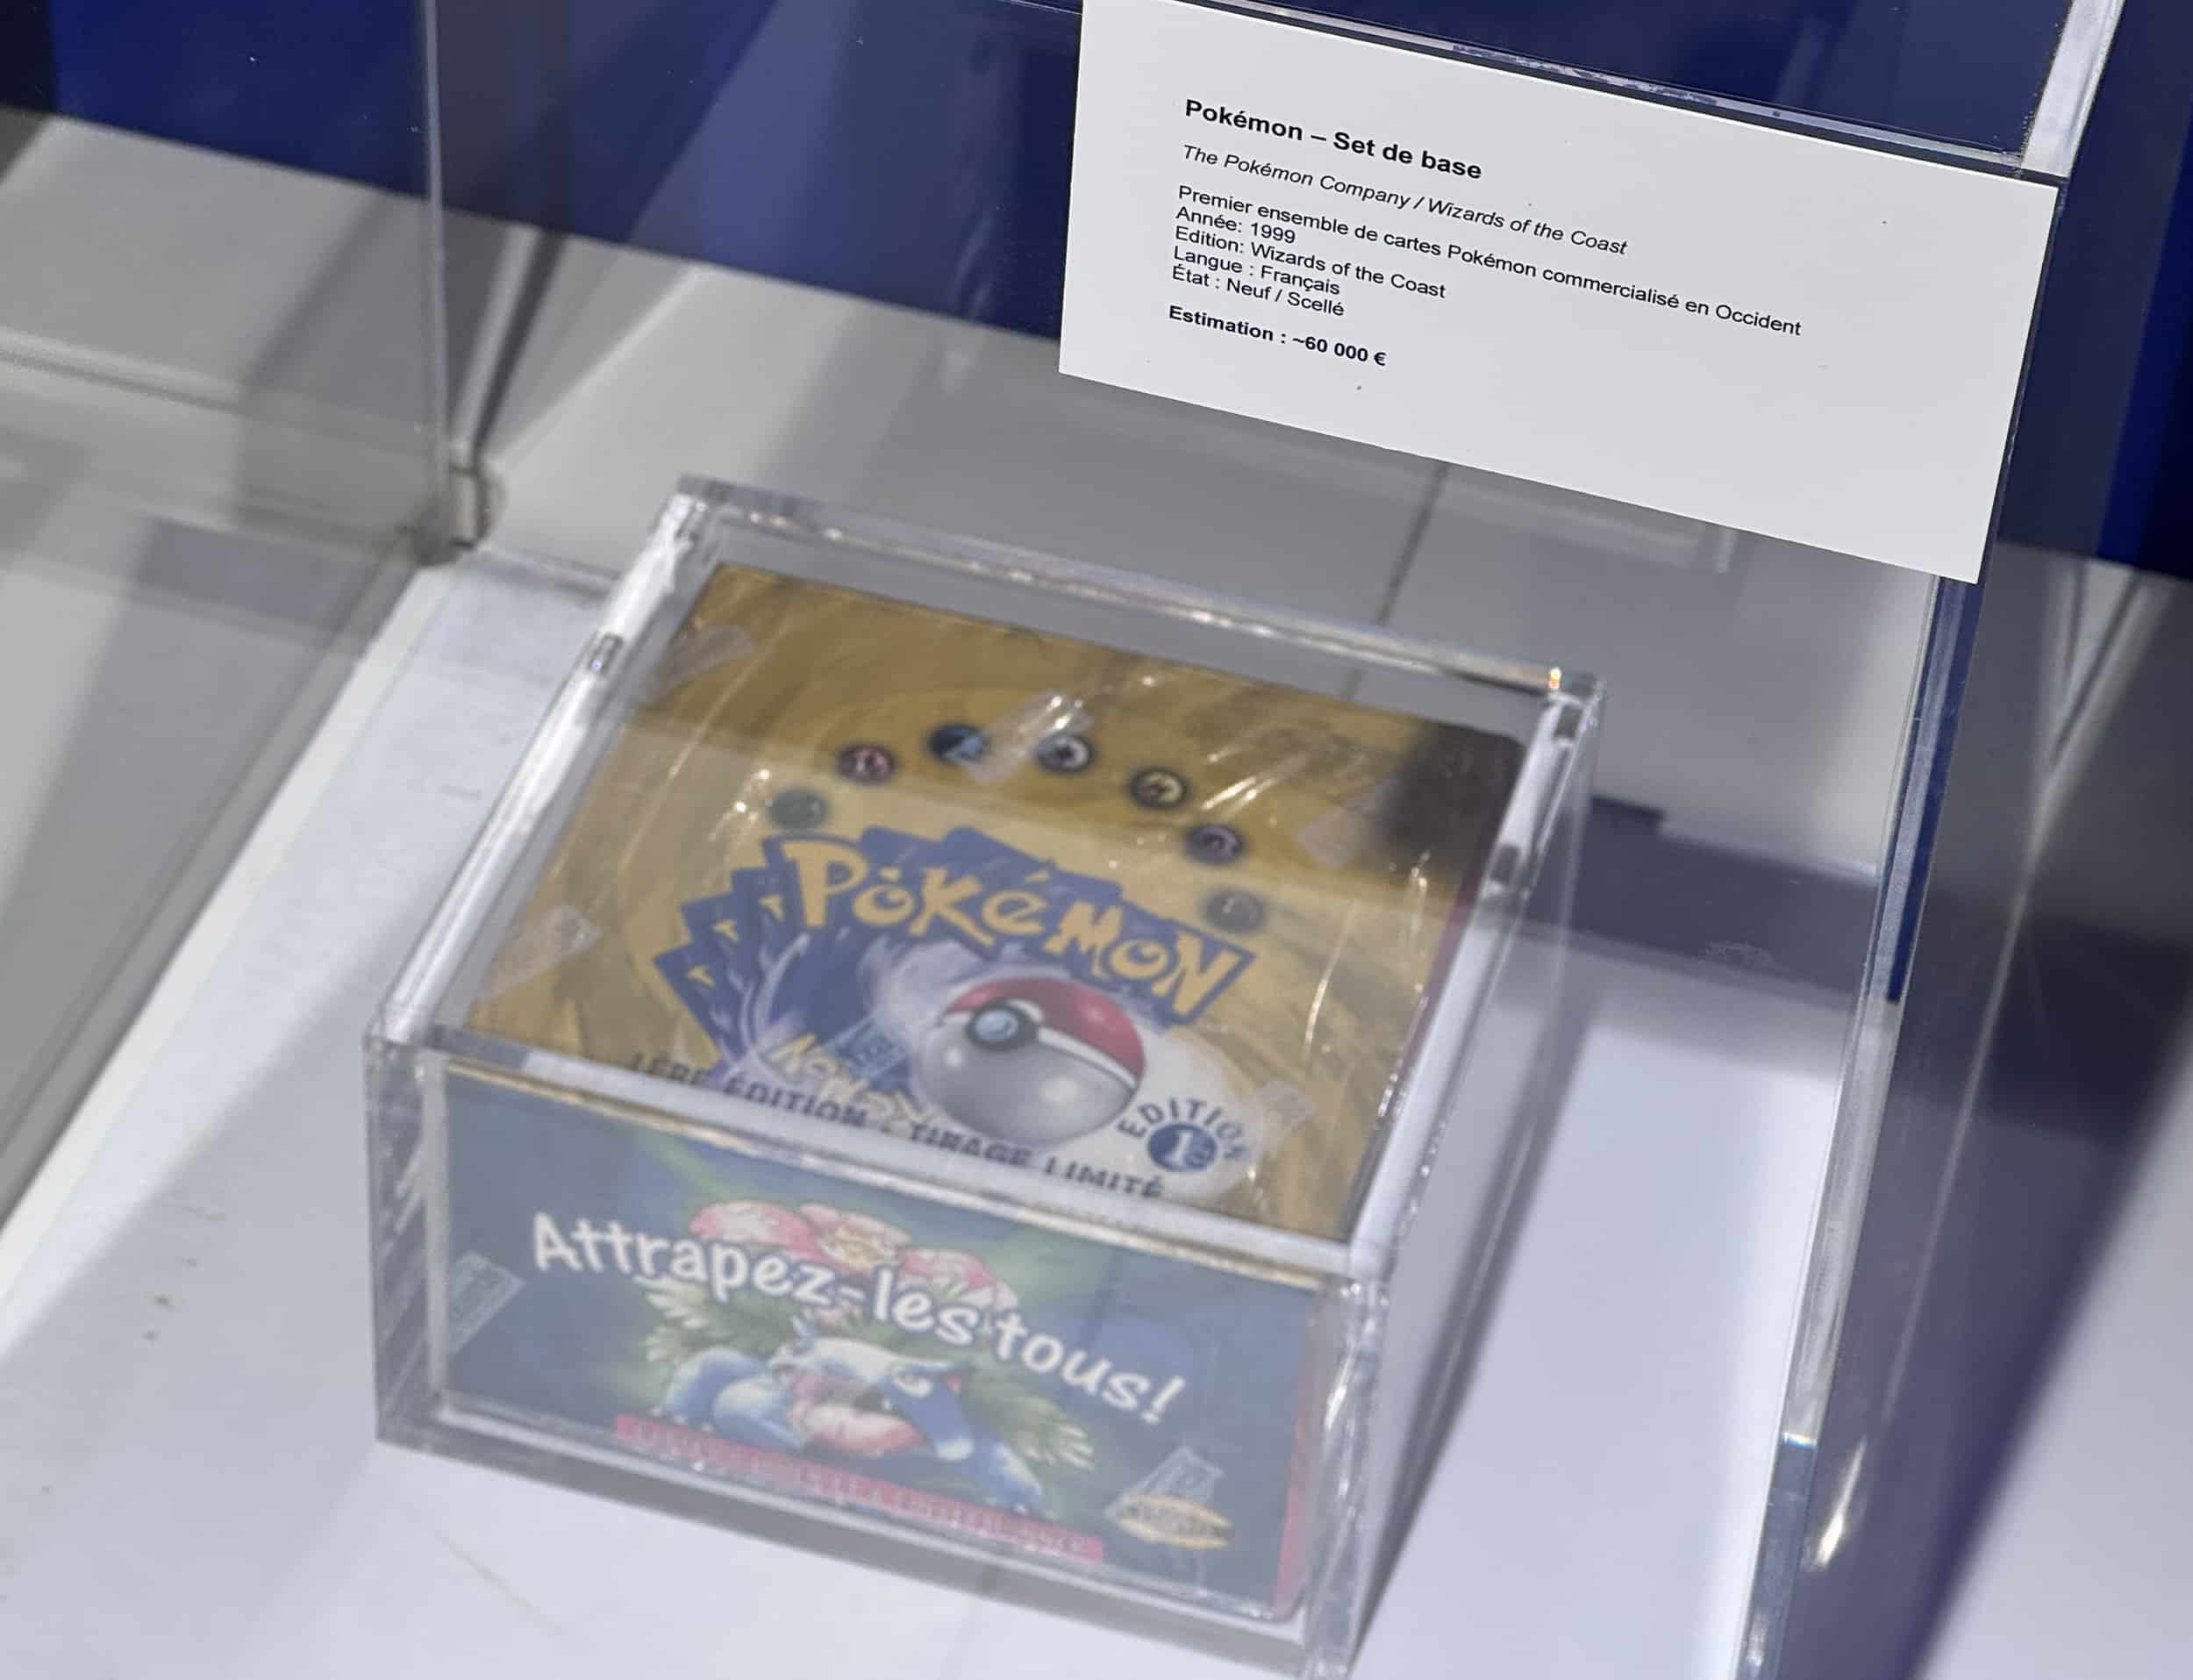 Pokémon – Set de base
The Pokémon Company / Wizards of the Coast
Premier ensemble de cartes Pokémon commercialisé en Occident
Année: 1999
Edition: Wizards of the Coast
Langue : Français
État : Neuf / Scellé
Estimation : ~60 000 €
POKéMON
1ÈRE ÉDITION - TIRAGE LIMITÉ
EDITION
1
Attrapez-les tous!